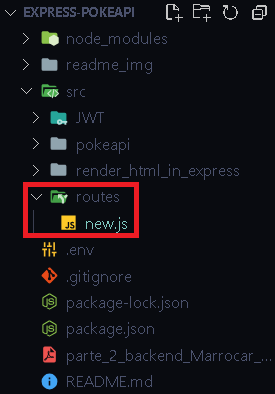 EXPRESS-POKEAPI
node_modules
readme_img
src
JWT
pokeapi
render_html_in_express
routes
JS new.js
.env
.gitignore
package-lock.json
package.json
parte_2_backend_Marrocar_...
README.md